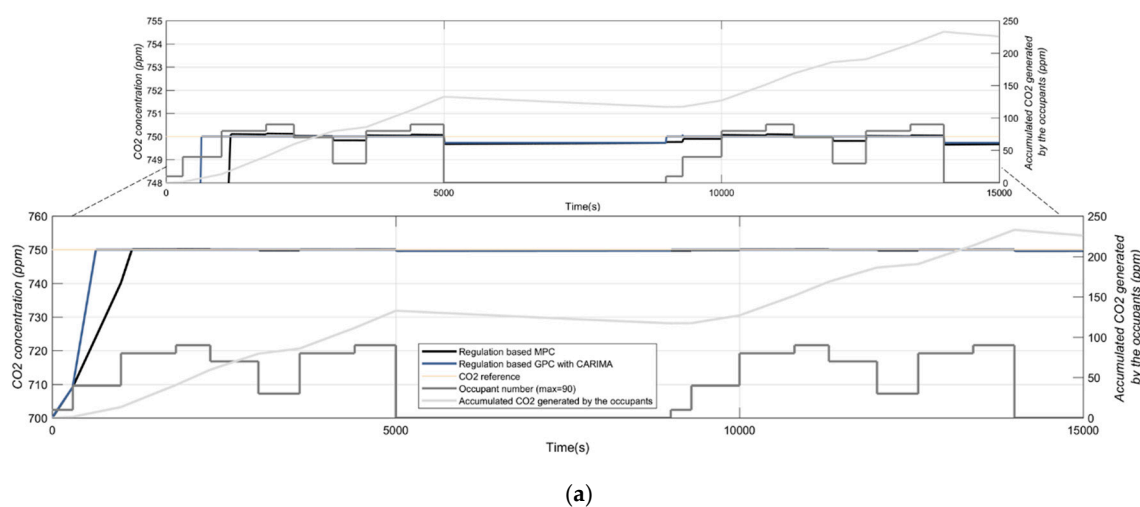 755
754
753
752
751
750
749
748
CO2 concentration (ppm)
250
200
150
100
50
0
Accumulated CO2 generated
by the occupants (ppm)
0
5000
10000
15000
Time(s)
760
750
740
730
720
710
700
CO2 concentration (ppm)
250
200
150
100
50
0
Accumulated CO2 generated
by the occupants (ppm)
Regulation based MPC
Regulation based GPC with CARIMA
CO2 reference
Occupant number (max=90)
Accumulated CO2 generated by the occupants
0
5000
10000
15000
Time(s)
(a)